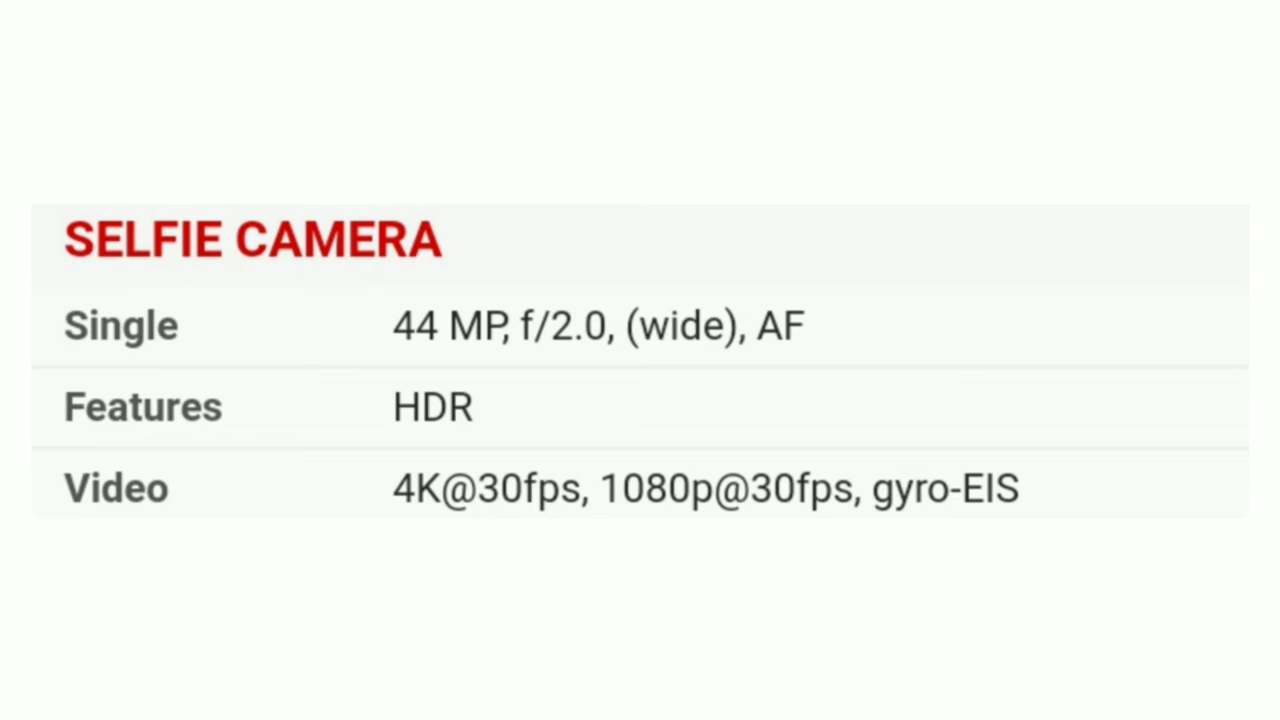 SELFIE CAMERA
Single 44 MP, f/2.0, (wide), AF
Features HDR
Video 4K@30fps, 1080p@30fps, gyro-EIS